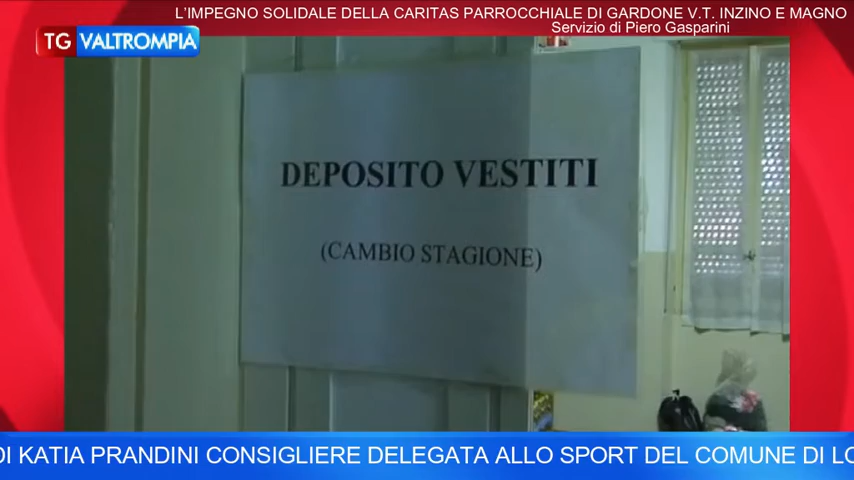 L'IMPEGNO SOLIDALE DELLA CARITAS PARROCCHIALE DI GARDONE V.T. INZINO E MAGNO
Servizio di Piero Gasparini
TG VALTROMPIA
DEPOSITO VESTITI
(CAMBIO STAGIONE)
DI KATIA PRANDINI CONSIGLIERE DELEGATA ALLO SPORT DEL COMUNE DI